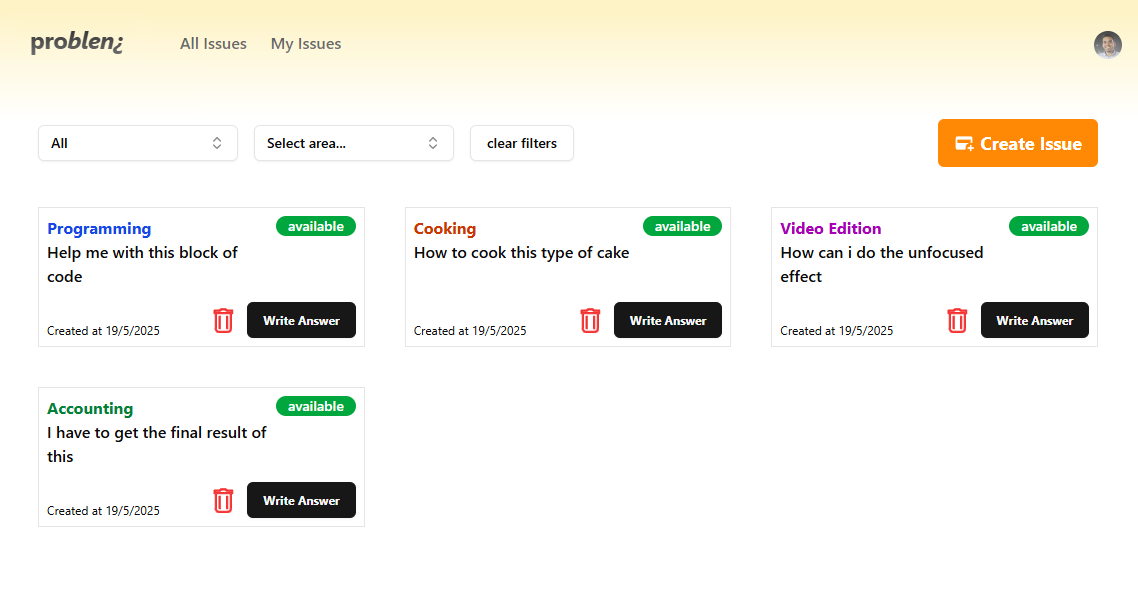 problen¿
All Issues
My Issues
All
Select area...
clear filters
Create Issue
Programming
available
Help me with this block of
code
Created at 19/5/2025
Write Answer
Cooking
available
How to cook this type of cake
Created at 19/5/2025
Write Answer
Video Edition
available
How can i do the unfocused
effect
Created at 19/5/2025
Write Answer
Accounting
available
I have to get the final result of
this
Created at 19/5/2025
Write Answer